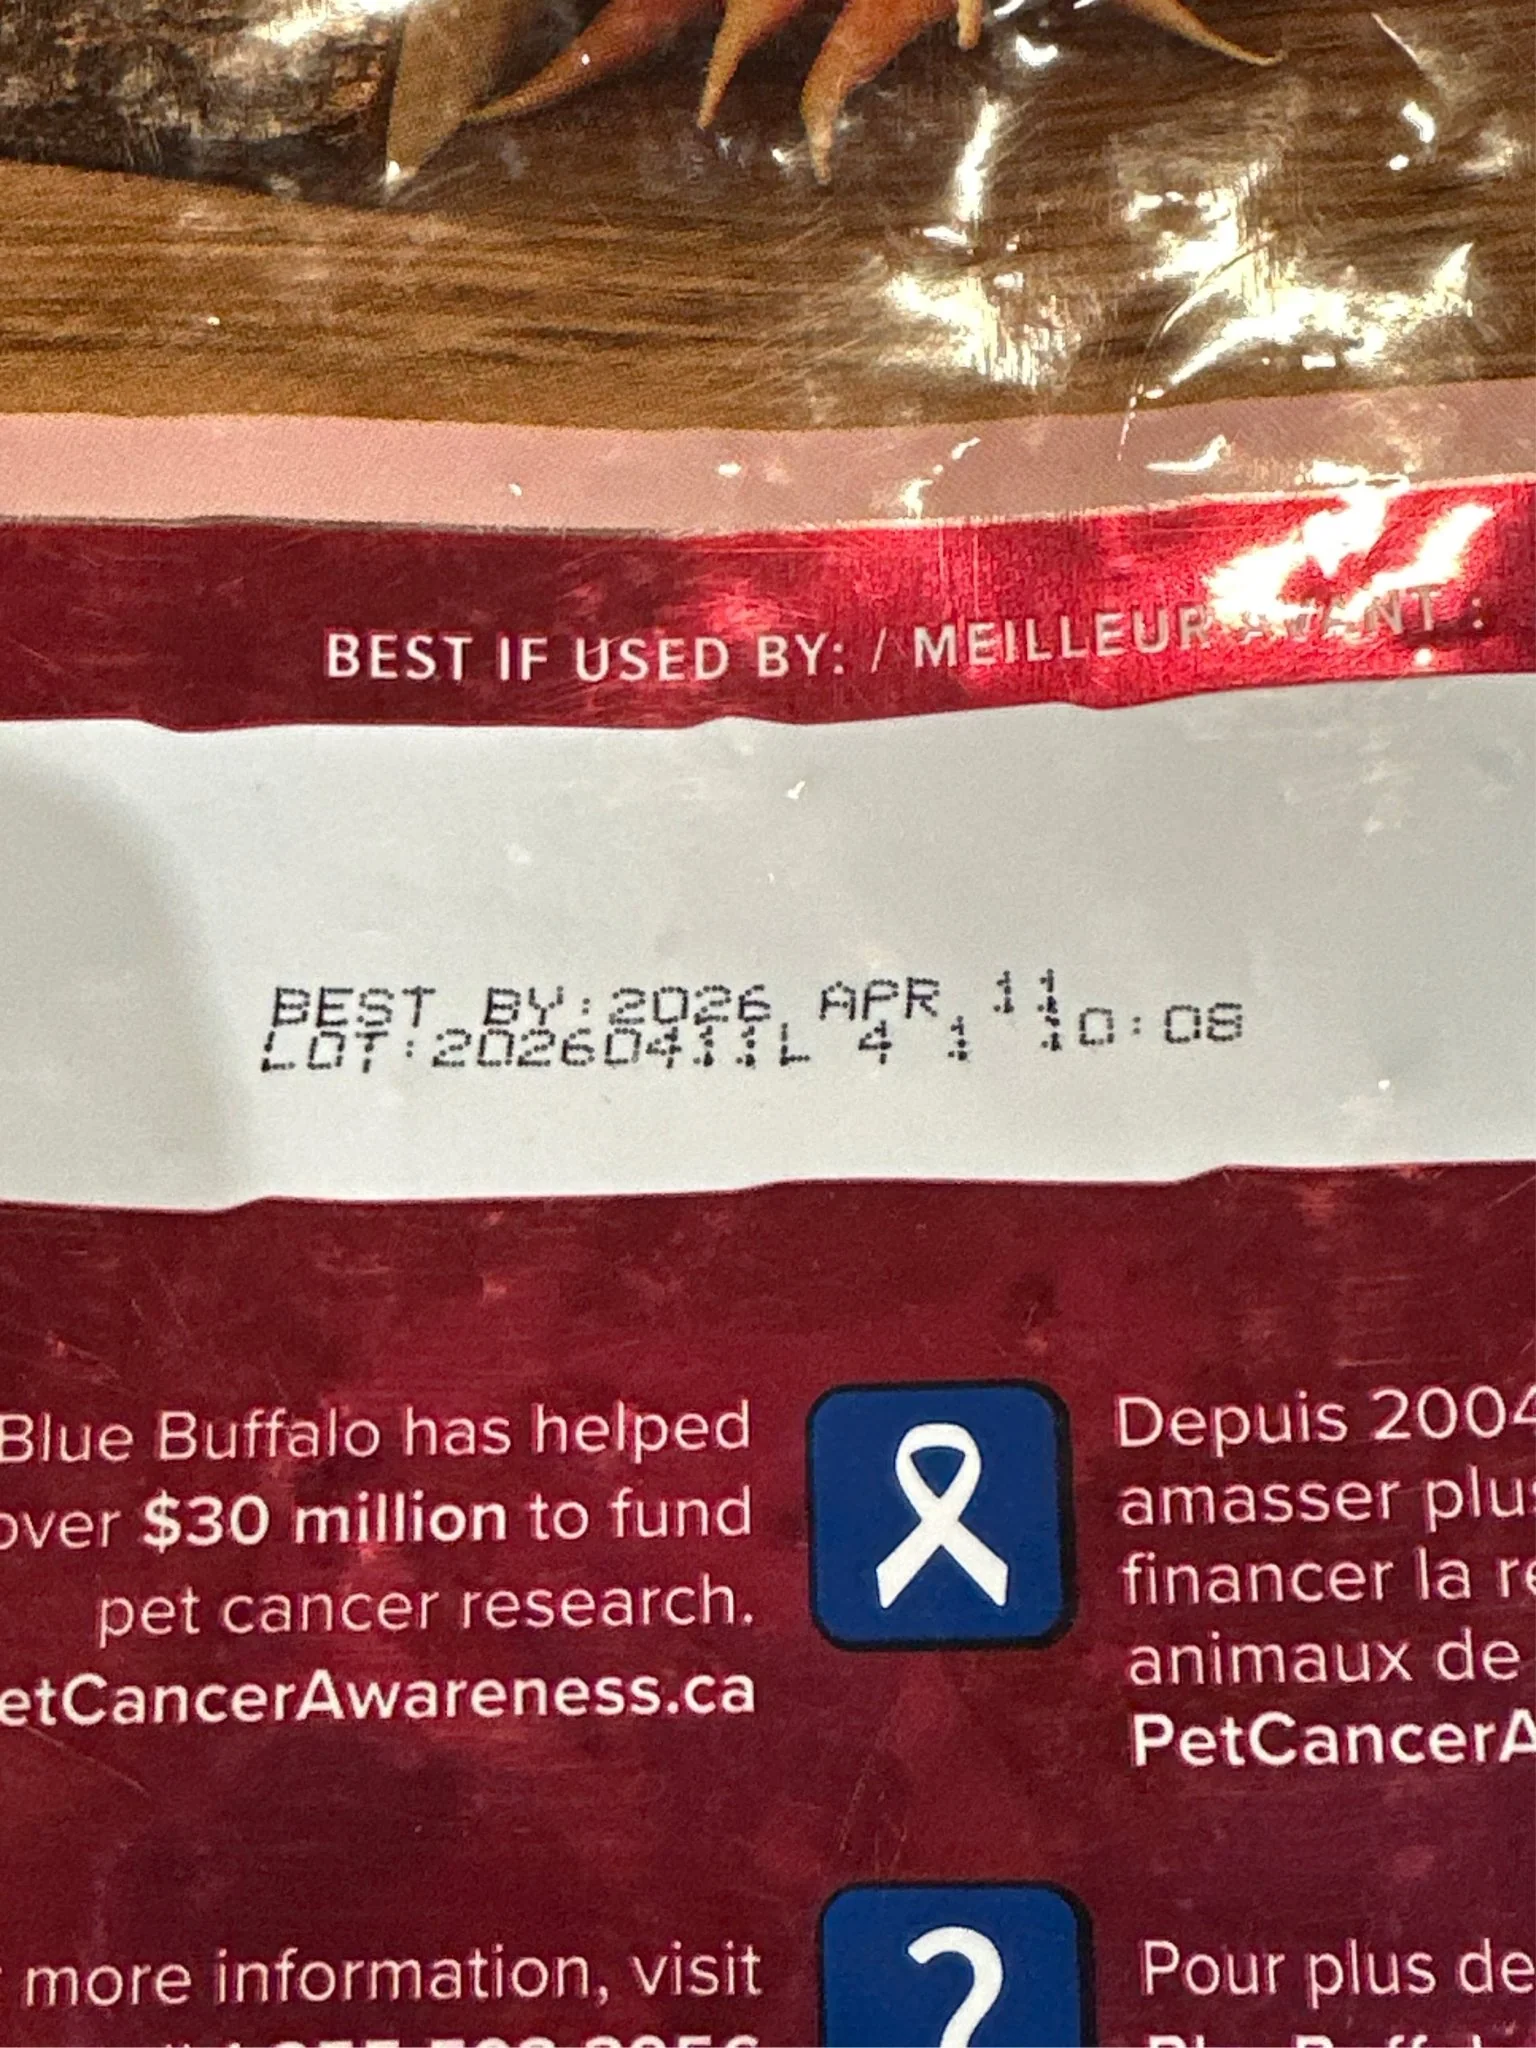 BEST IF USED BY: / MEILLEUR AVANT :
BEST BY:2026 APR 11
LOT:20260411L 4 1 10:08
Blue Buffalo has helped
over $30 million to fund
pet cancer research.
etCancerAwareness.ca
more information, visit
Depuis 2004
amasser plus
financer la
animaux de
PetCancerA
Pour plus de